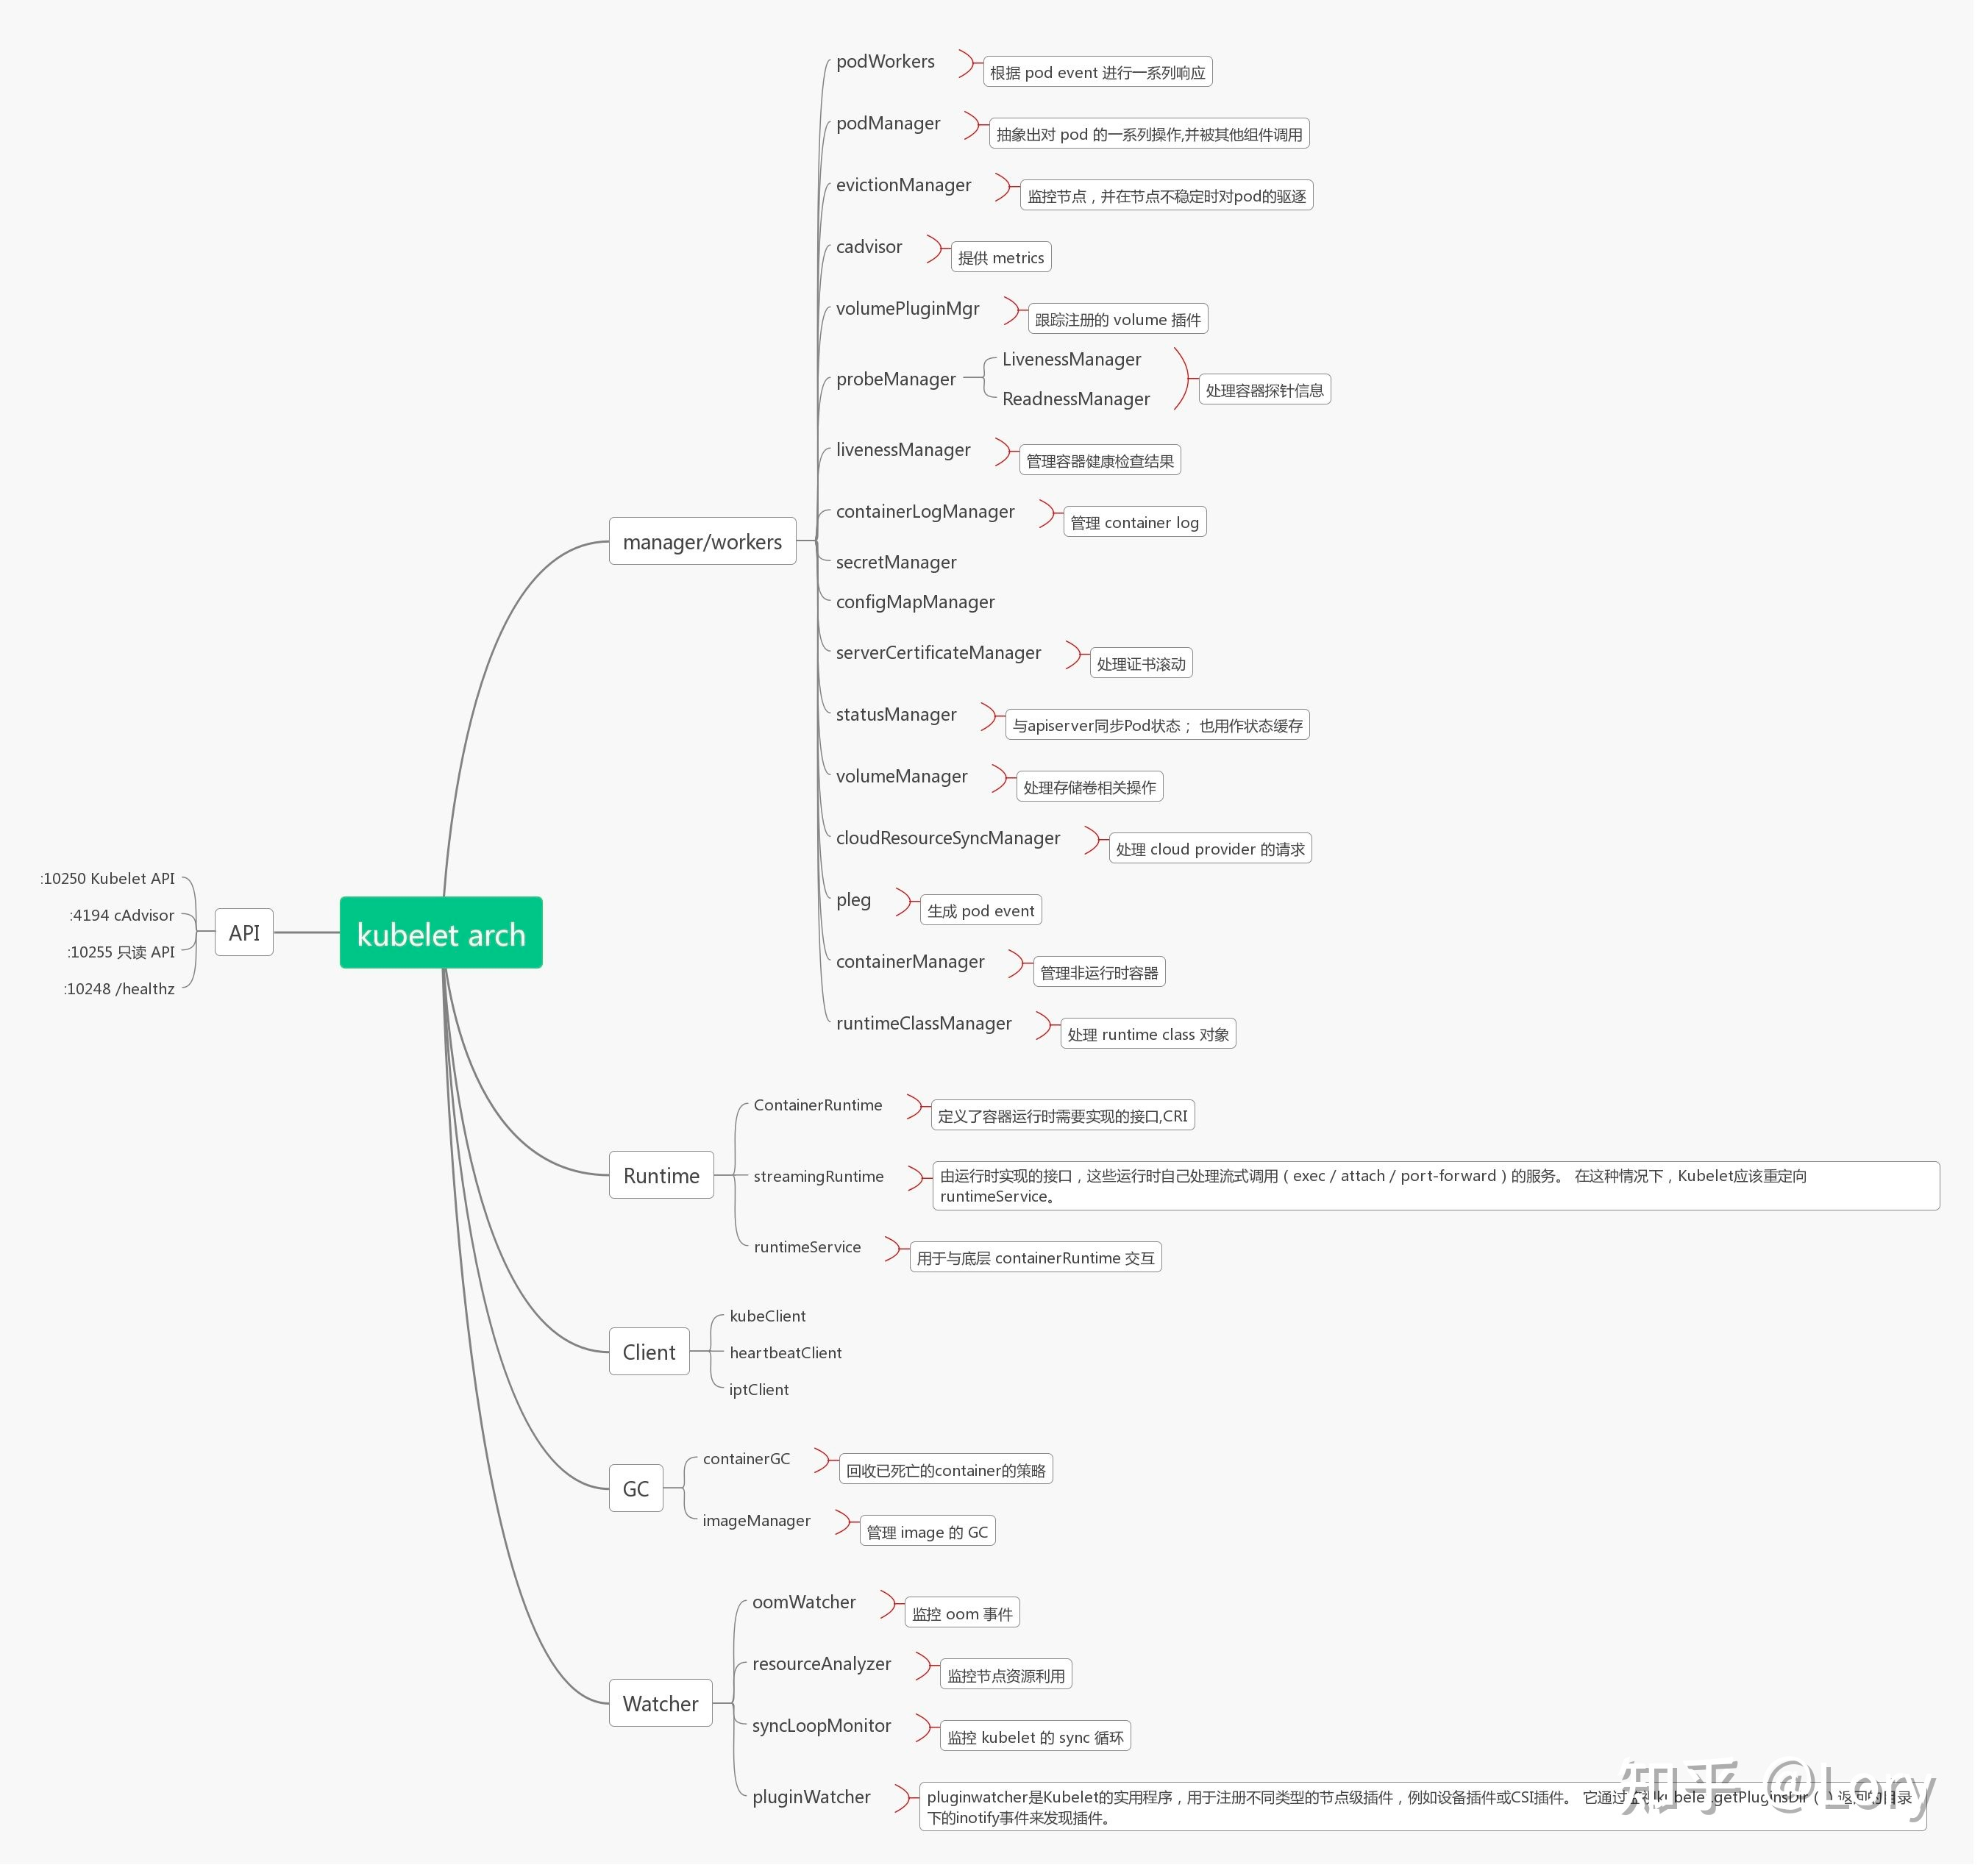 kubelet arch
API
:10250 Kubelet API
:4194 cAdvisor
:10255 只读 API
:10248 /healthz
manager/workers
podWorkers
根据 pod event 进行一系列响应
podManager
抽象出对 pod 的一系列操作,并被其他组件调用
evictionManager
监控节点，并在节点不稳定时对pod的驱逐
cadvisor
提供 metrics
volumePluginMgr
跟踪注册的 volume 插件
probeManager
LivenessManager
ReadnessManager
处理容器探针信息
livenessManager
管理容器健康检查结果
containerLogManager
管理 container log
secretManager
configMapManager
serverCertificateManager
处理证书滚动
statusManager
与apiserver同步Pod状态； 也用作状态缓存
volumeManager
处理存储卷相关操作
cloudResourceSyncManager
处理 cloud provider 的请求
pleg
生成 pod event
containerManager
管理非运行时容器
runtimeClassManager
处理 runtime class 对象
Runtime
ContainerRuntime
定义了容器运行时需要实现的接口,CRI
streamingRuntime
由运行时实现的接口，这些运行时自己处理流式调用（exec / attach / port-forward）的服务。 在这种情况下，Kubelet应该重定向
runtimeService。
runtimeService
用于与底层 containerRuntime 交互
Client
kubeClient
heartbeatClient
iptClient
GC
containerGC
回收已死亡的container的策略
imageManager
管理 image 的 GC
Watcher
oomWatcher
监控 oom 事件
resourceAnalyzer
监控节点资源利用
syncLoopMonitor
监控 kubelet 的 sync 循环
pluginWatcher
pluginwatcher是Kubelet的实用程序，用于注册不同类型的节点级插件，例如设备插件或CSI插件。 它通过 getPluginsDir（）返回的目录
下的inotify事件来发现插件。
知乎 @Lory